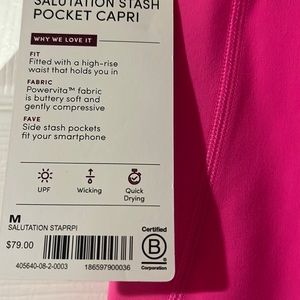 SALUTATION STASH
POCKET CAPRI
WHY WE LOVE IT
FIT
Fitted with a high-rise
waist that holds you in
FABRIC
Powervita™ fabric
is buttery soft and
gently compressive
FAVE
Side stash pockets
fit your smartphone
UPF
Wicking
Quick
Drying
M
SALUTATION STAPRPI
$79.00
405640-08-2-0003
186597900036
Certified
B
Corporation